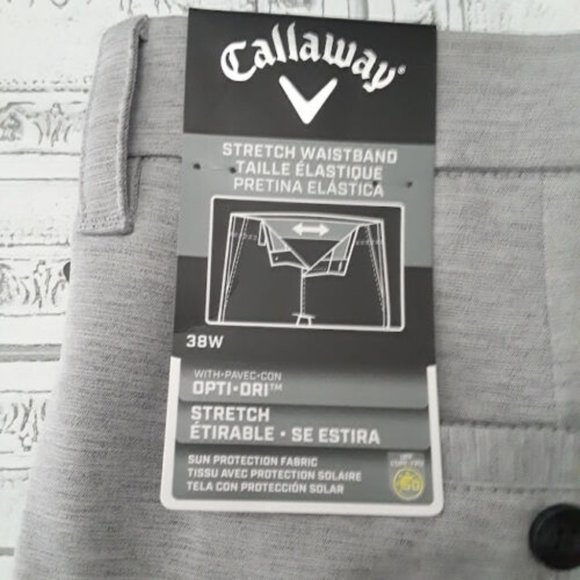 Callaway®
STRETCH WAISTBAND
TAILLE ÉLASTIQUE
PRETINA ELÁSTICA
38W
WITH•PAVEC•CON
OPTI•DRI™
STRETCH
ÉTIRABLE • SE ESTIRA
SUN PROTECTION FABRIC
TISSU AVEC PROTECTION SOLAIRE
TELA CON PROTECCIÓN SOLAR